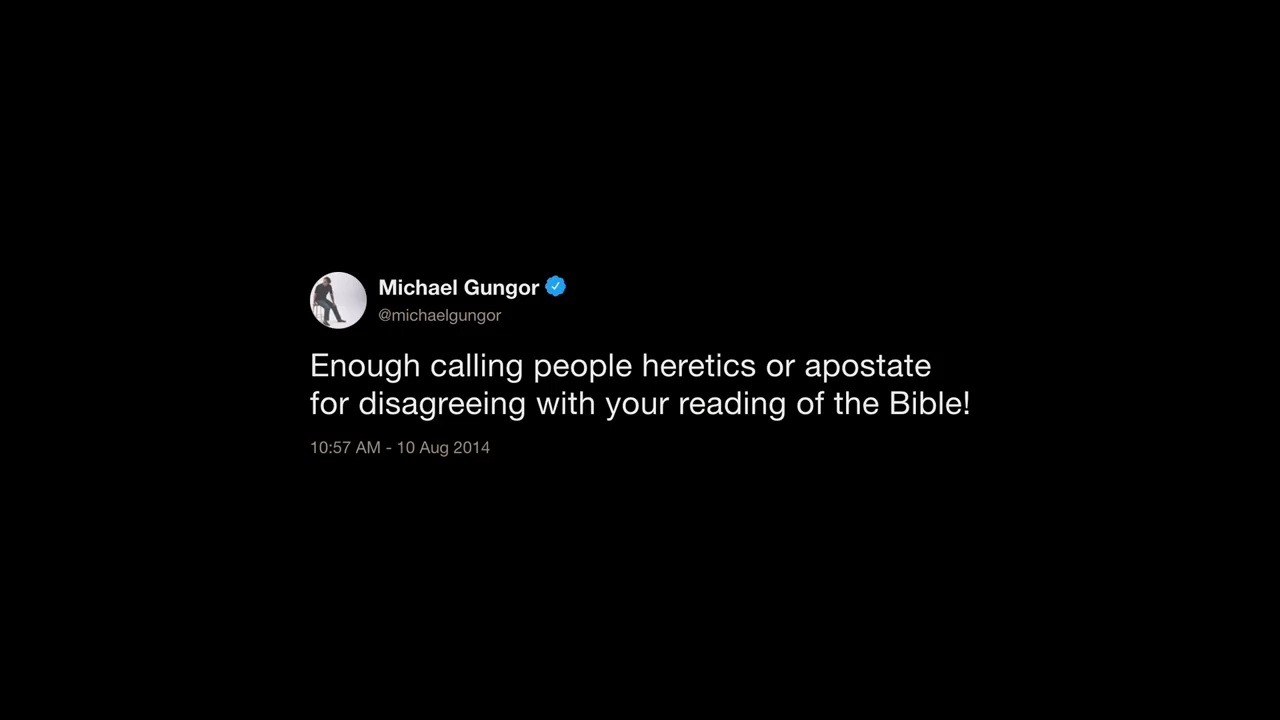 Michael Gungor
@michaelgungor
Enough calling people heretics or apostate
for disagreeing with your reading of the Bible!
10:57 AM - 10 Aug 2014